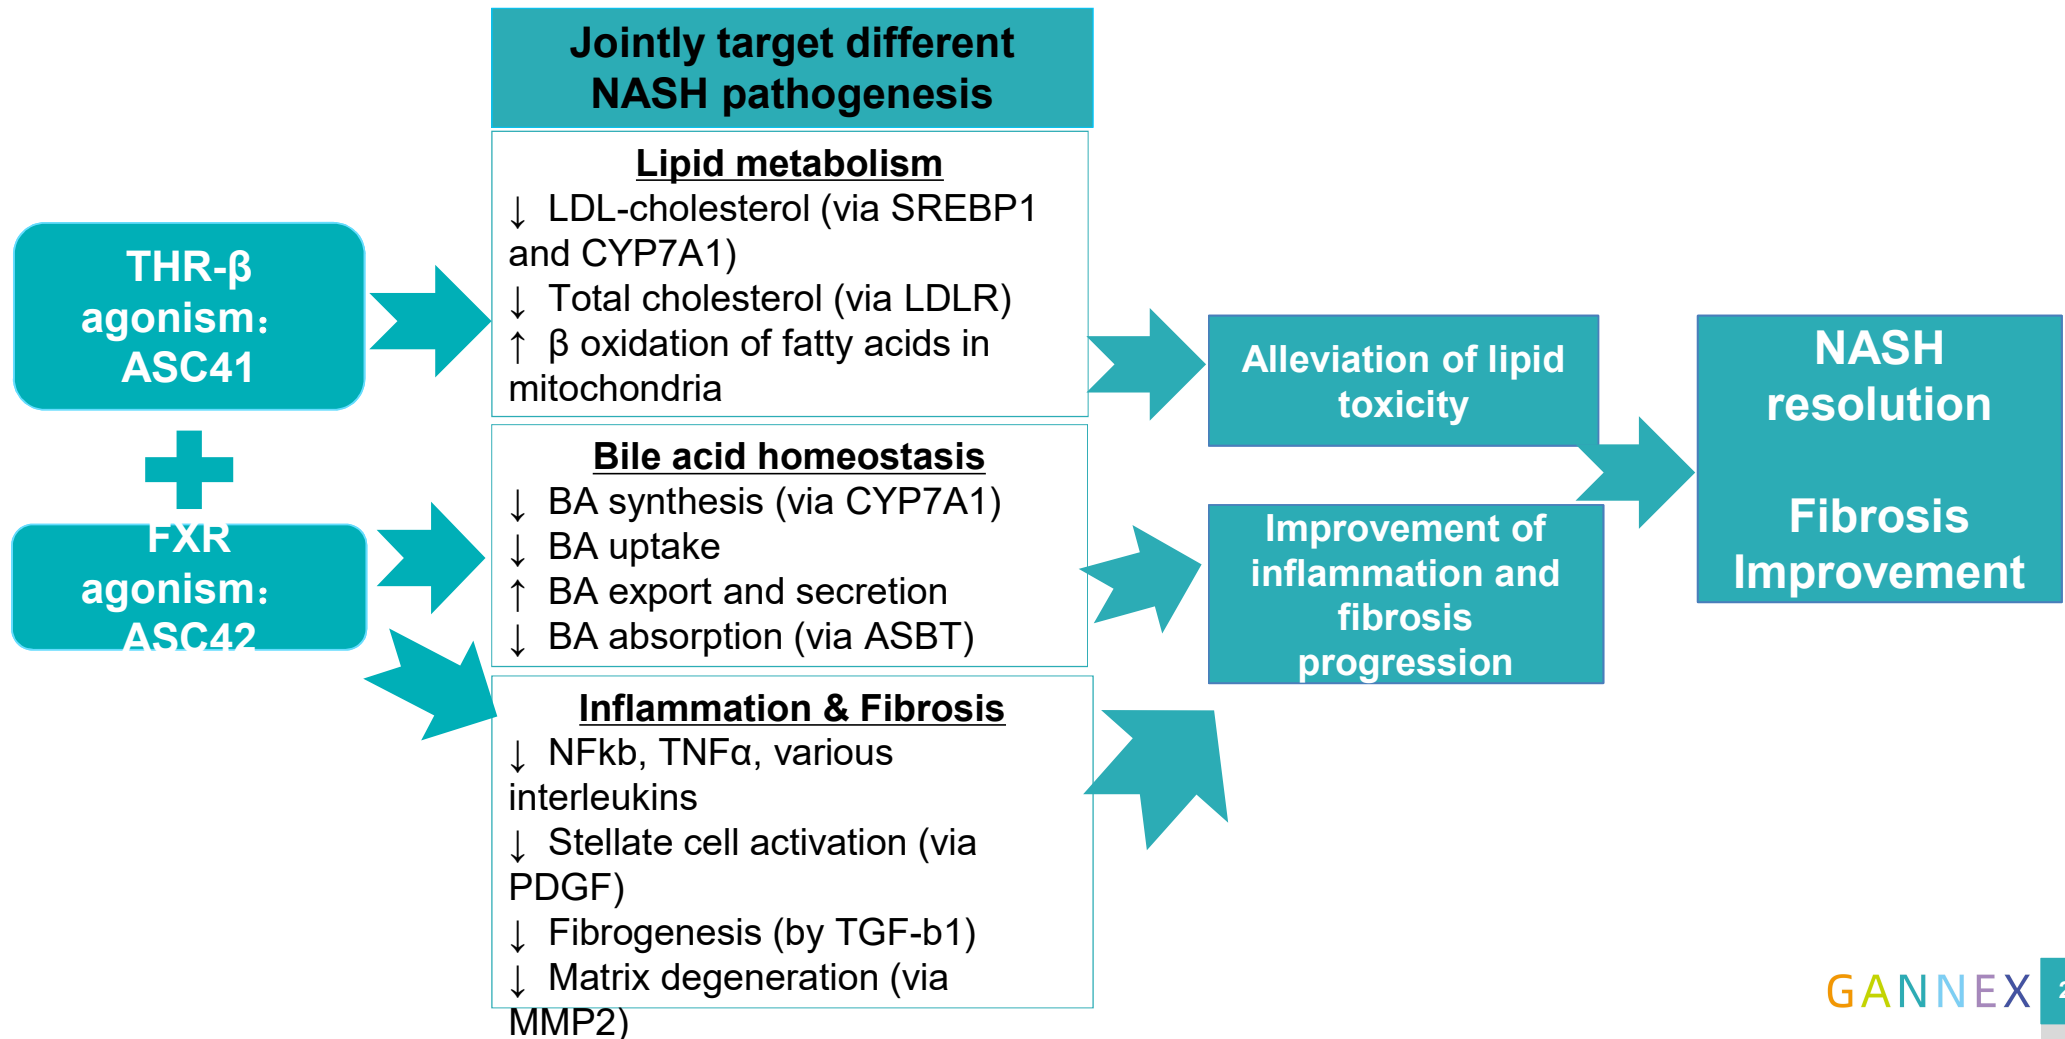 Jointly target different
NASH pathogenesis
THR-β
agonism：
ASC41
FXR
agonism：
ASC42
Lipid metabolism
↓ LDL-cholesterol (via SREBP1
and CYP7A1)
↓ Total cholesterol (via LDLR)
↑ β oxidation of fatty acids in
mitochondria
Bile acid homeostasis
↓ BA synthesis (via CYP7A1)
↓ BA uptake
↑ BA export and secretion
↓ BA absorption (via ASBT)
Inflammation & Fibrosis
↓ NFkb, TNFα, various
interleukins
↓ Stellate cell activation (via
PDGF)
↓ Fibrogenesis (by TGF-b1)
↓ Matrix degeneration (via
MMP2)
Alleviation of lipid
toxicity
Improvement of
inflammation and
fibrosis
progression
NASH
resolution
Fibrosis
Improvement
GANNEX